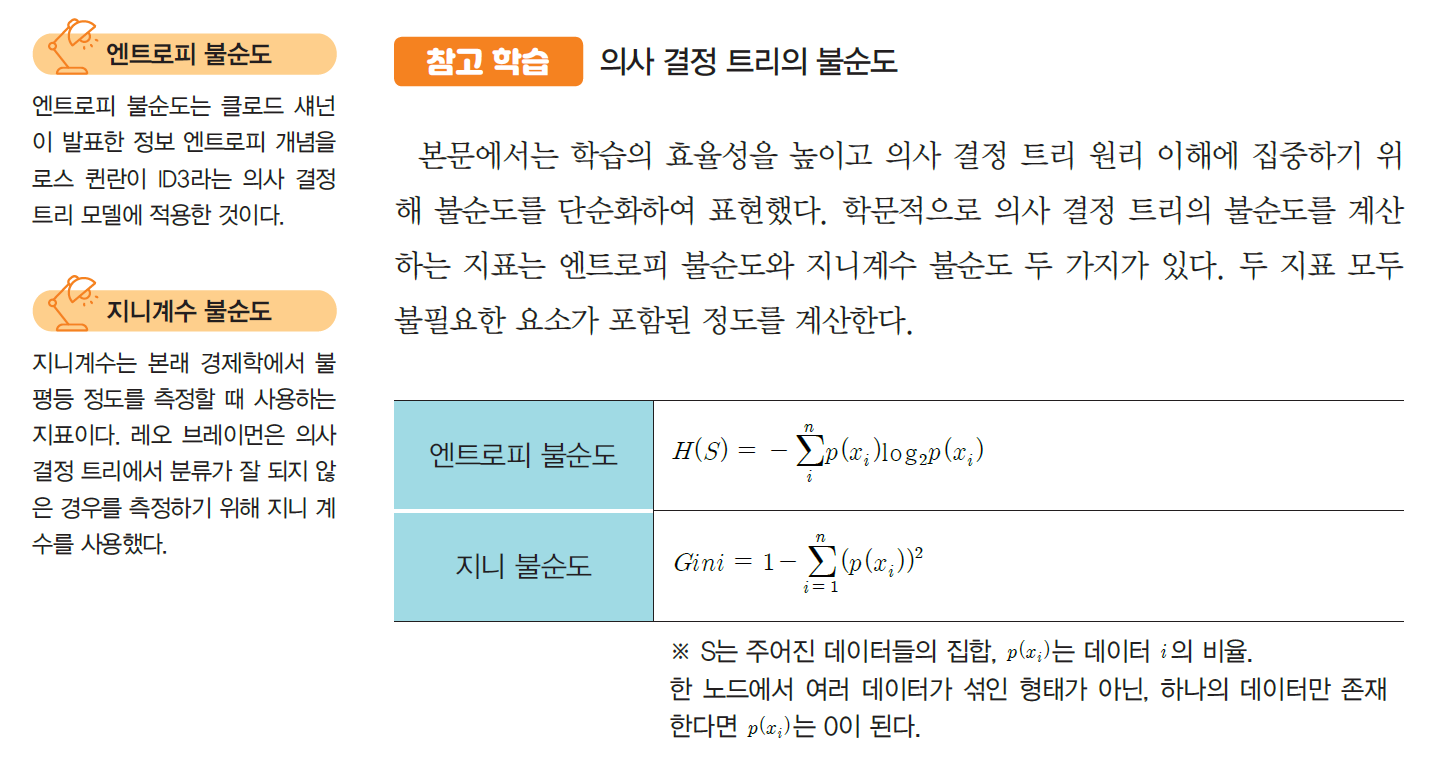 엔트로피 불순도
엔트로피 불순도는 클로드 섀넌
이 발표한 정보 엔트로피 개념을
로스 퀸란이 ID3라는 의사 결정
트리 모델에 적용한 것이다.
지니계수 불순도
지니계수는 본래 경제학에서 불
평등 정도를 측정할 때 사용하는
지표이다. 레오 브레이먼은 의사
결정 트리에서 분류가 잘 되지 않
은 경우를 측정하기 위해 지니 계
수를 사용했다.
참고 학습 의사 결정 트리의 불순도
본문에서는 학습의 효율성을 높이고 의사 결정 트리 원리 이해에 집중하기 위
해 불순도를 단순화하여 표현했다. 학문적으로 의사 결정 트리의 불순도를 계산
하는 지표는 엔트로피 불순도와 지니계수 불순도 두 가지가 있다. 두 지표 모두
불필요한 요소가 포함된 정도를 계산한다.
엔트로피 불순도 H(S) = −∑_{i}^{n} p(x_i)log₂p(x_i)
지니 불순도 Gini = 1 − ∑_{i=1}^{n} (p(x_i))²
※ S는 주어진 데이터들의 집합, p(x_i)는 데이터 i의 비율.
한 노드에서 여러 데이터가 섞인 형태가 아닌, 하나의 데이터만 존재
한다면 p(x_i)는 0이 된다.